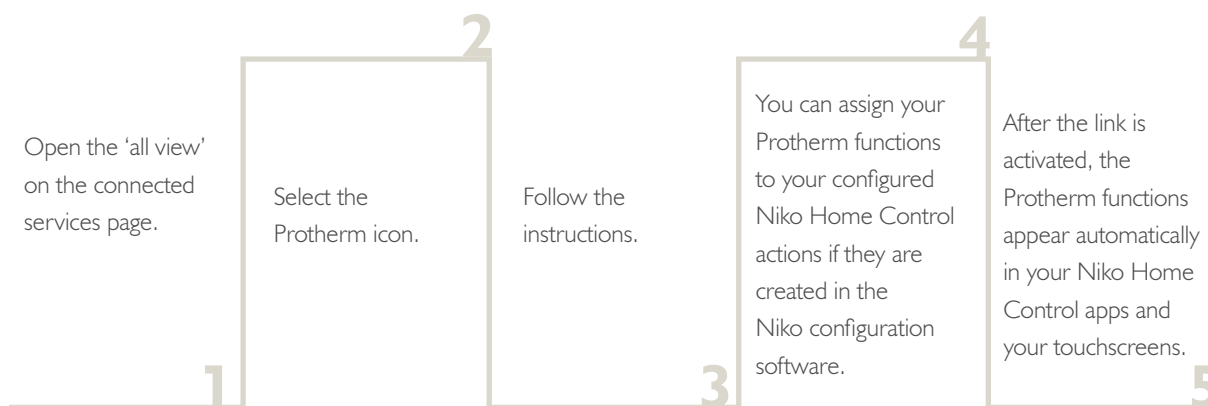 1
Open the ‘all view’
on the connected
services page.
2
Select the
Protherm icon.
3
Follow the
instructions.
4
You can assign your
Protherm functions
to your configured
Niko Home Control
actions if they are
created in the
Niko configuration
software.
5
After the link is
activated, the
Protherm functions
appear automatically
in your Niko Home
Control apps and
your touchscreens.